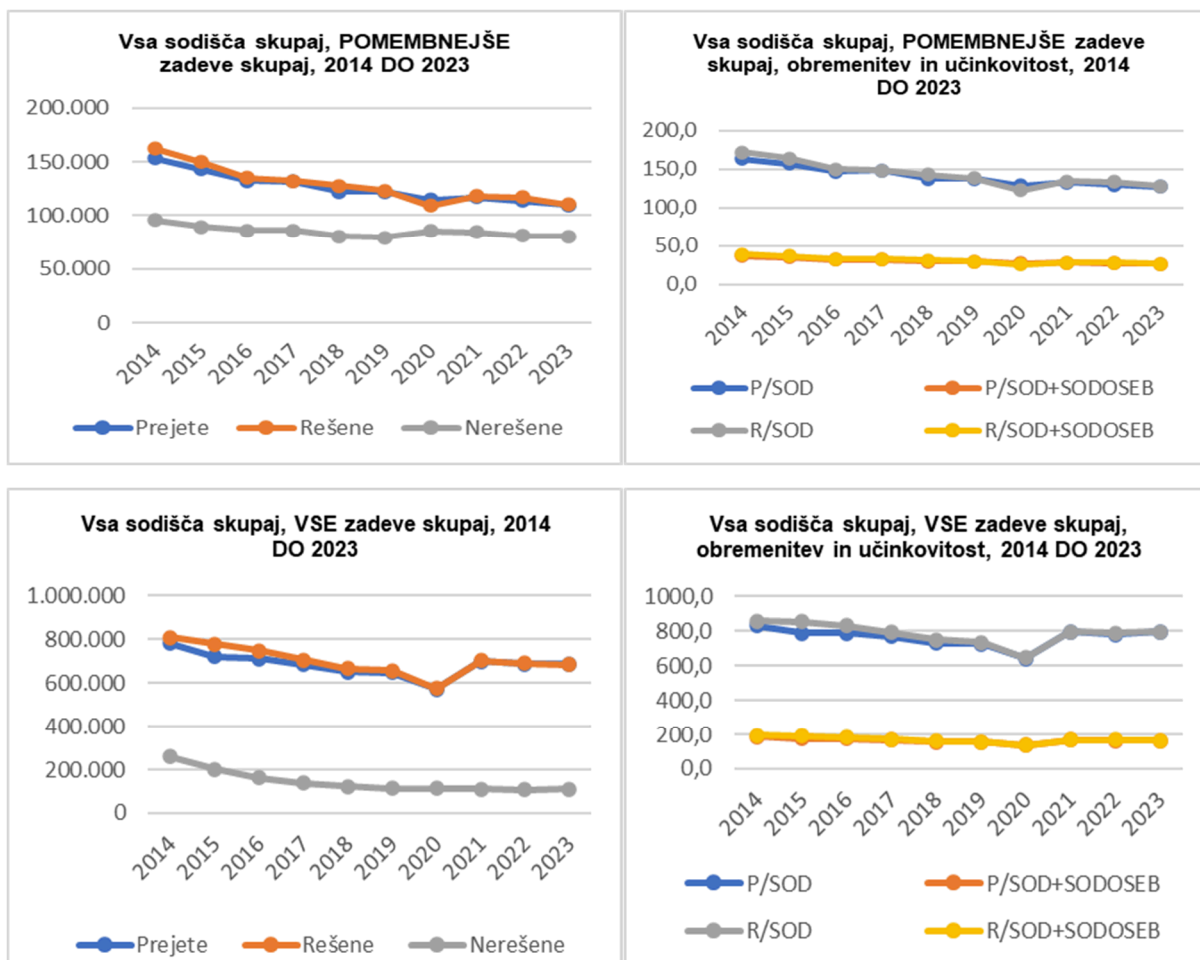 Vsa sodišča skupaj, POMEMBNEJŠE
zadeve skupaj, 2014 DO 2023
200.000
150.000
100.000
50.000
0
2014 2015 2016 2017 2018 2019 2020 2021 2022 2023
Prejete Rešene Nerešene
Vsa sodišča skupaj, POMEMBNEJŠE zadeve
skupaj, obremenitev in učinkovitost, 2014
DO 2023
200,0
150,0
100,0
50,0
0,0
2014 2015 2016 2017 2018 2019 2020 2021 2022 2023
P/SOD P/SOD+SODOSEB
R/SOD R/SOD+SODOSEB
Vsa sodišča skupaj, VSE zadeve skupaj, 2014
DO 2023
1.000.000
800.000
600.000
400.000
200.000
0
2014 2015 2016 2017 2018 2019 2020 2021 2022 2023
Prejete Rešene Nerešene
Vsa sodišča skupaj, VSE zadeve skupaj,
obremenitev in učinkovitost, 2014 DO 2023
1000,0
800,0
600,0
400,0
200,0
0,0
2014 2015 2016 2017 2018 2019 2020 2021 2022 2023
P/SOD P/SOD+SODOSEB
R/SOD R/SOD+SODOSEB